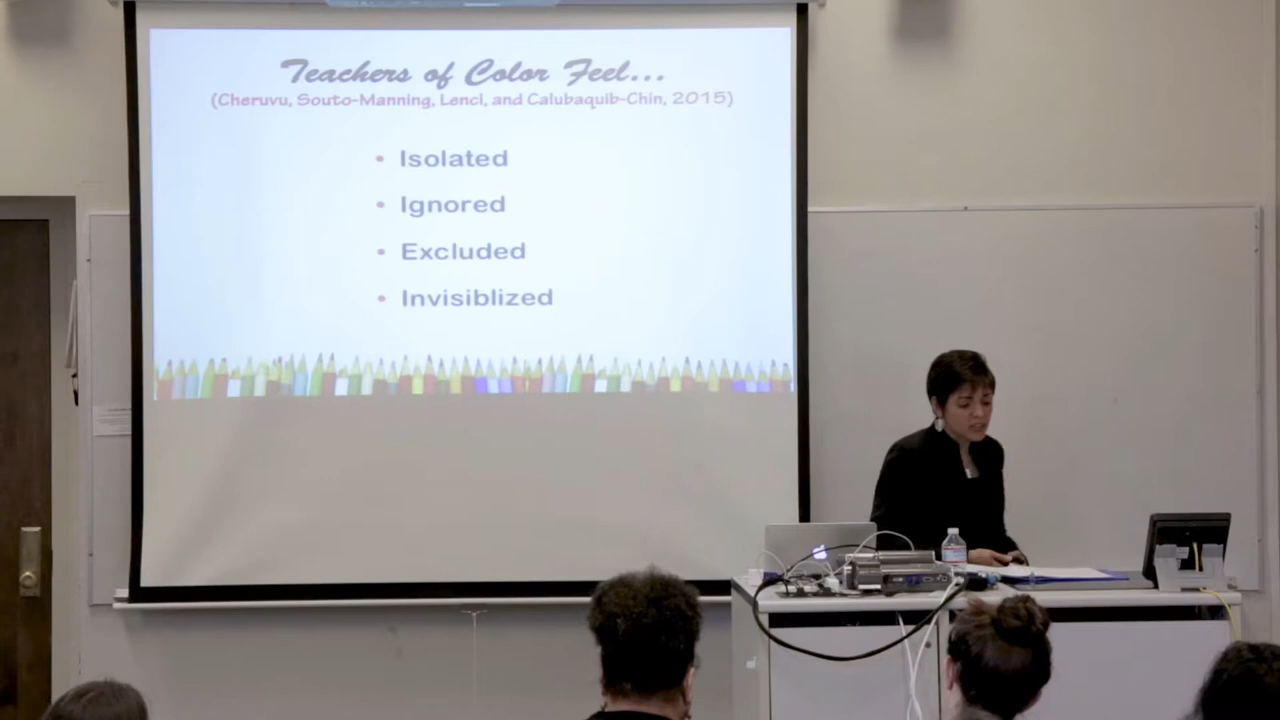 Teachers of Color Feel...
(Cheruvu, Souto-Manning, Lencl, and Calubaquib-Chin, 2015)
• Isolated
• Ignored
• Excluded
• Invisiblized